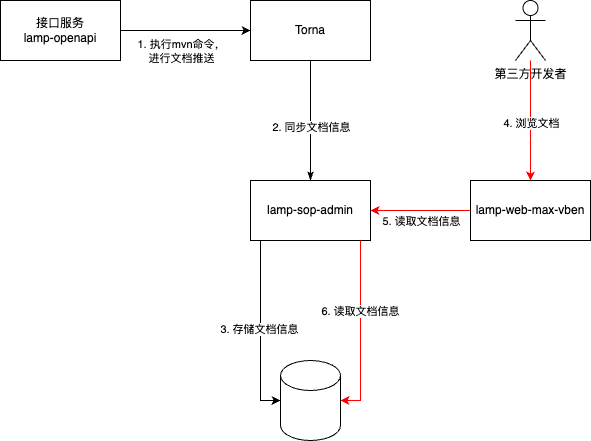 接口服务
lamp-openapi
1. 执行mvn命令，
进行文档推送
Torna
第三方开发者
2. 同步文档信息
4. 浏览文档
lamp-sop-admin
5. 读取文档信息
lamp-web-max-vben
3. 存储文档信息
6. 读取文档信息